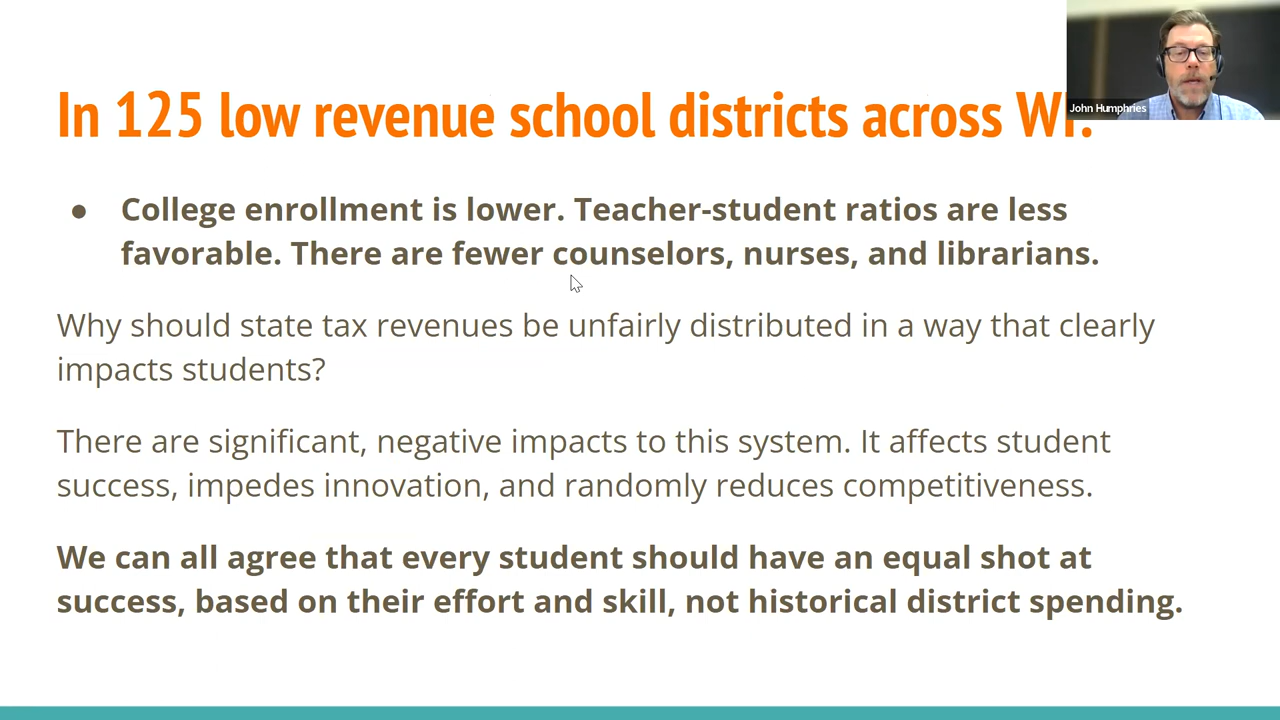 In 125 low revenue school districts across WI:
John Humphries
● College enrollment is lower. Teacher-student ratios are less
favorable. There are fewer counselors, nurses, and librarians.
Why should state tax revenues be unfairly distributed in a way that clearly
impacts students?
There are significant, negative impacts to this system. It affects student
success, impedes innovation, and randomly reduces competitiveness.
We can all agree that every student should have an equal shot at
success, based on their effort and skill, not historical district spending.